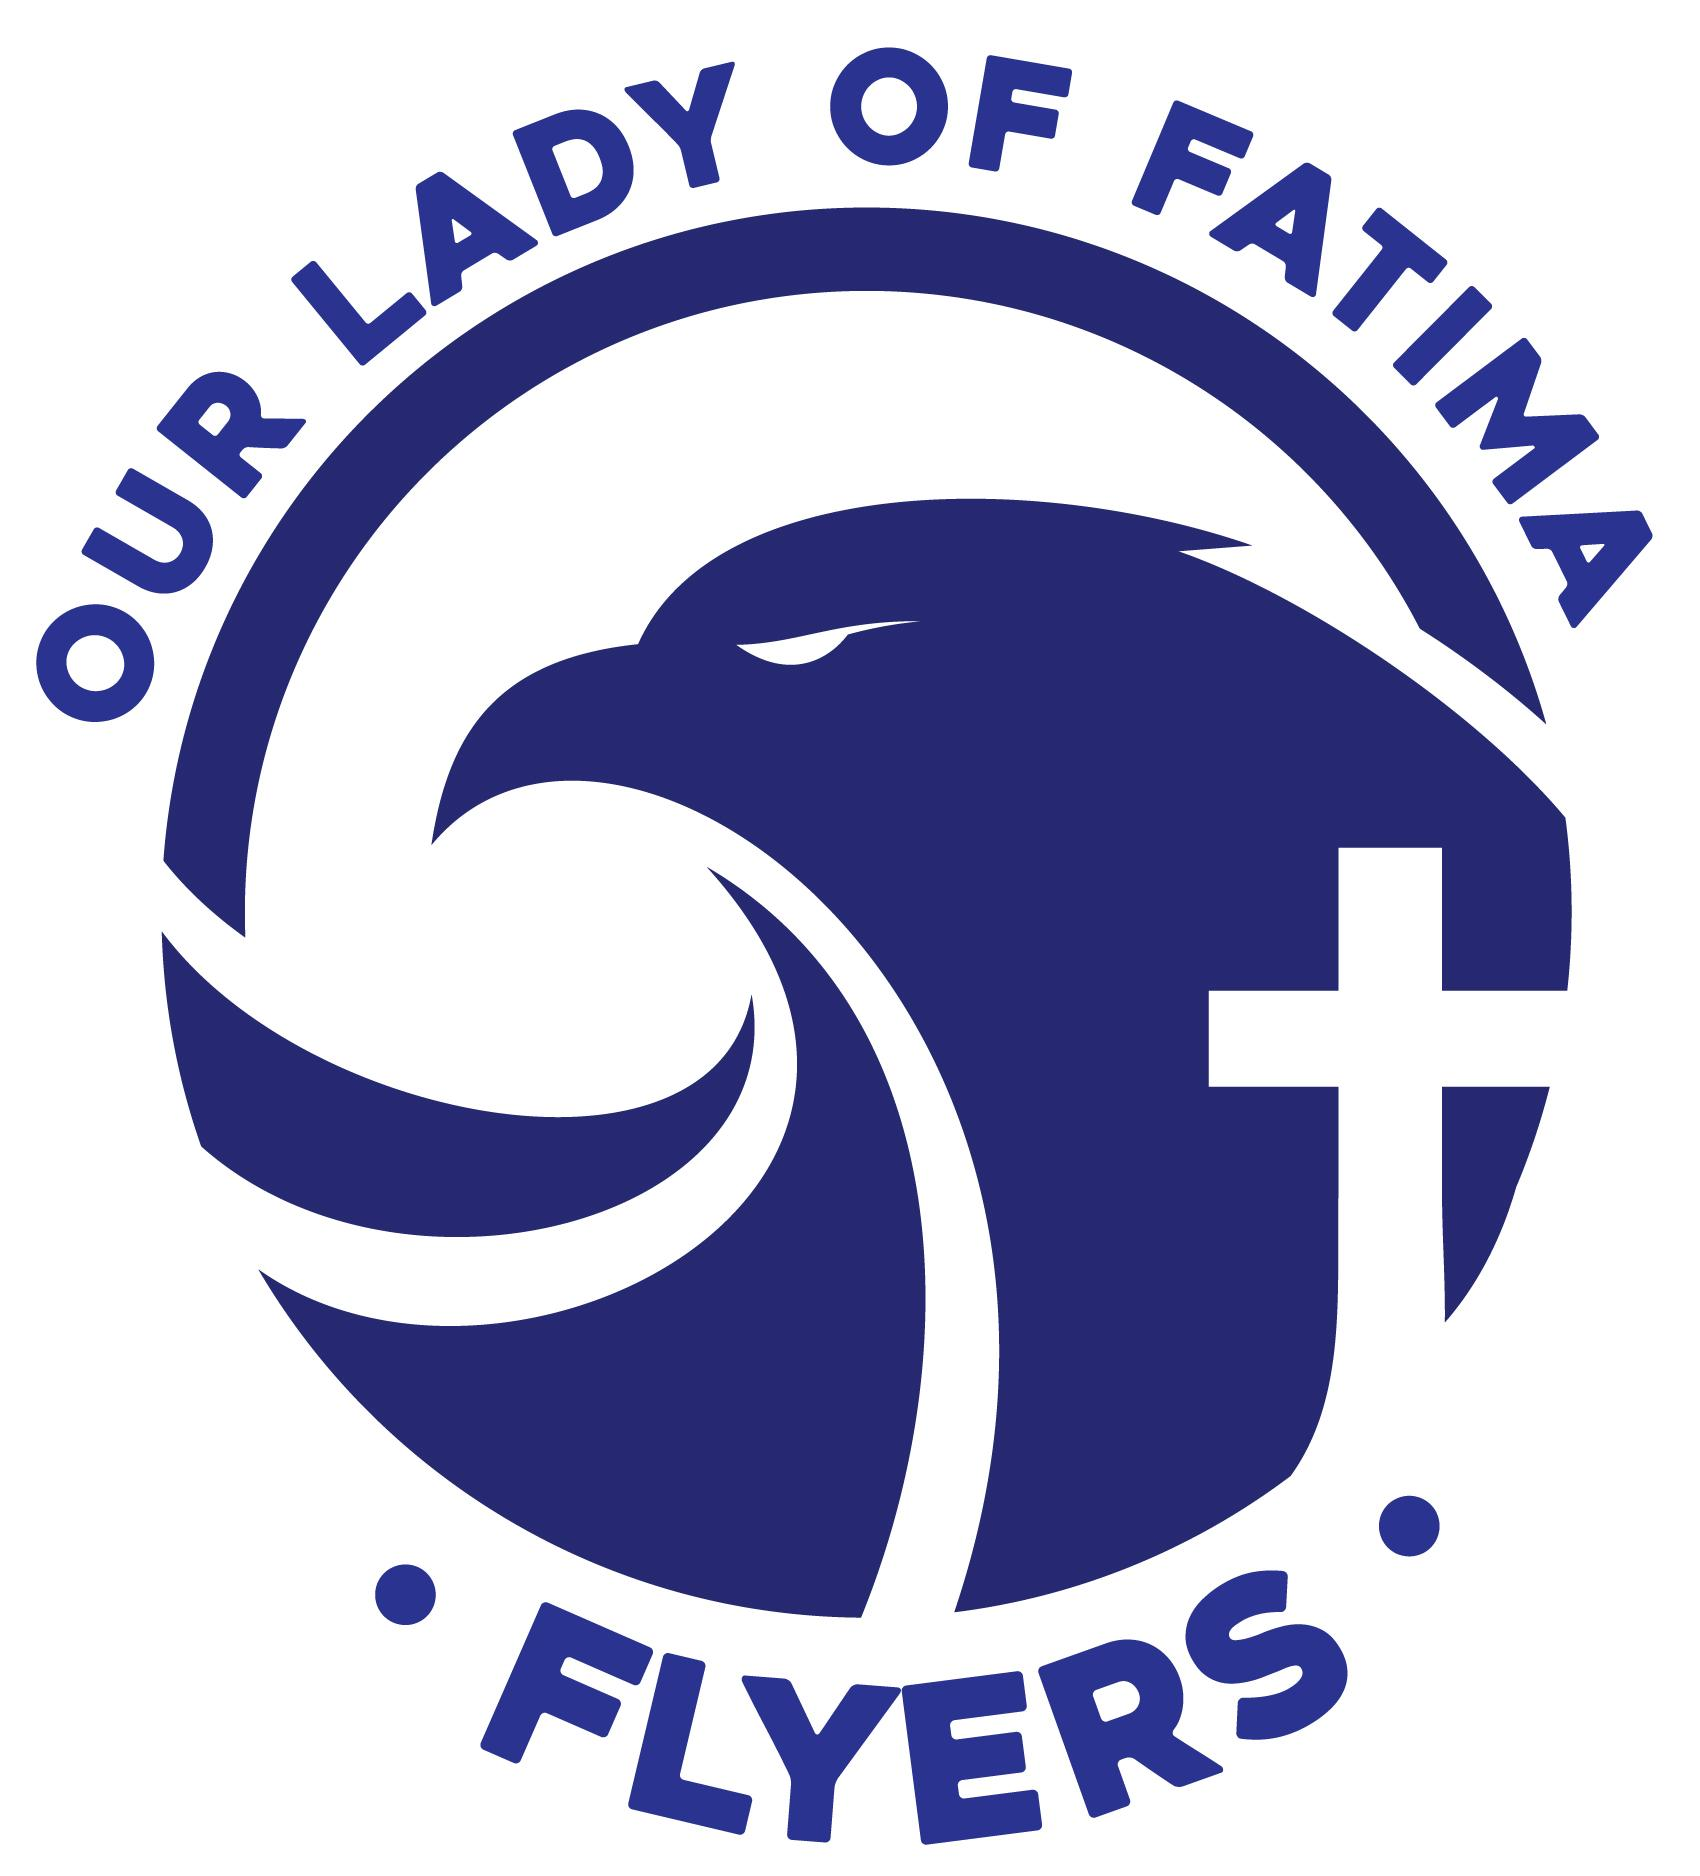 OUR LADY OF FATIMA
• FLYERS •